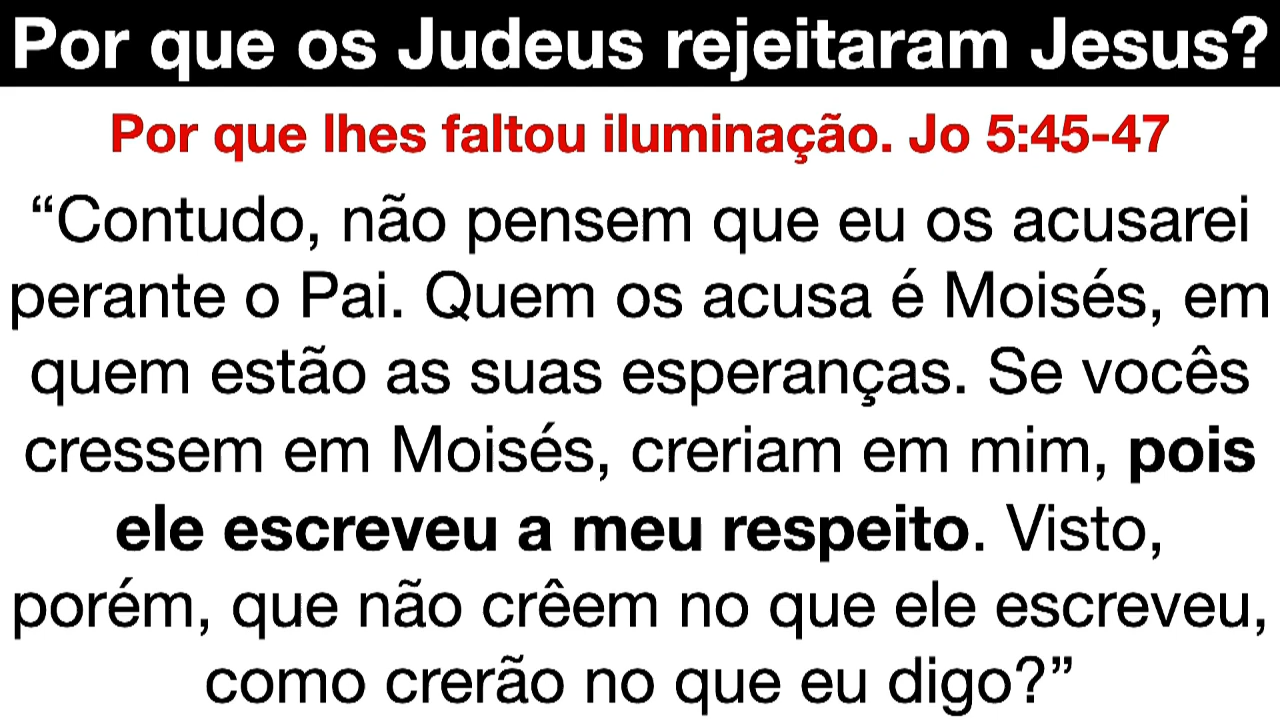 Por que os Judeus rejeitaram Jesus?
Por que lhes faltou iluminação. Jo 5:45-47
“Contudo, não pensem que eu os acusarei
perante o Pai. Quem os acusa é Moisés, em
quem estão as suas esperanças. Se vocês
cressem em Moisés, creriam em mim, pois
ele escreveu a meu respeito. Visto,
porém, que não crêem no que ele escreveu,
como crerão no que eu digo?”